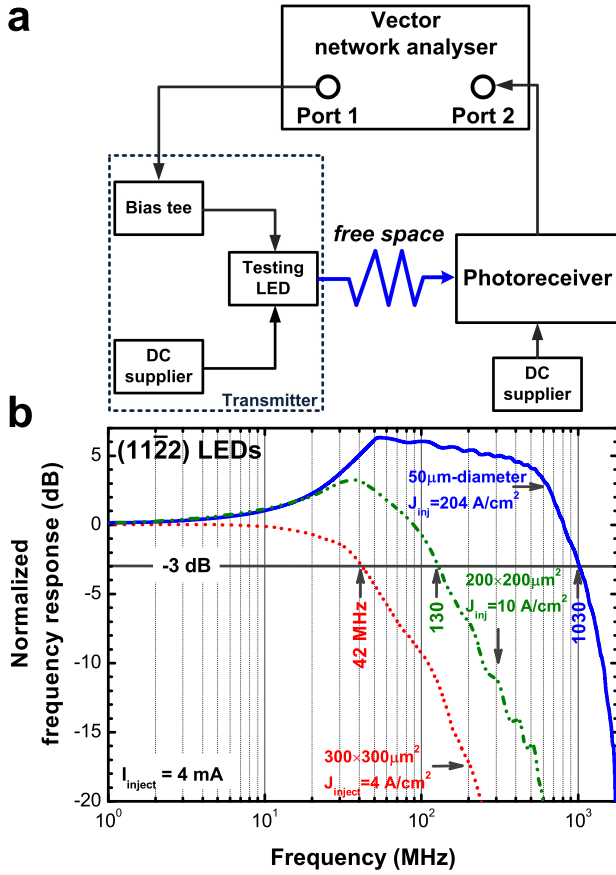 a
Vector
network analyser
Port 1
Port 2
Bias tee
free space
Testing
LED
Photoreceiver
DC
supplier
Transmitter
DC
supplier
b
(112̄2) LEDs
50μm-diameter
J_inj=204 A/cm²
-3 dB
200×200μm²
J_inj=10 A/cm²
42 MHz
130
1030
300×300μm²
J_inject=4 A/cm²
I_inject = 4 mA
Normalized
frequency response (dB)
5
0
-5
-10
-15
-20
10⁰
10¹
10²
10³
Frequency (MHz)